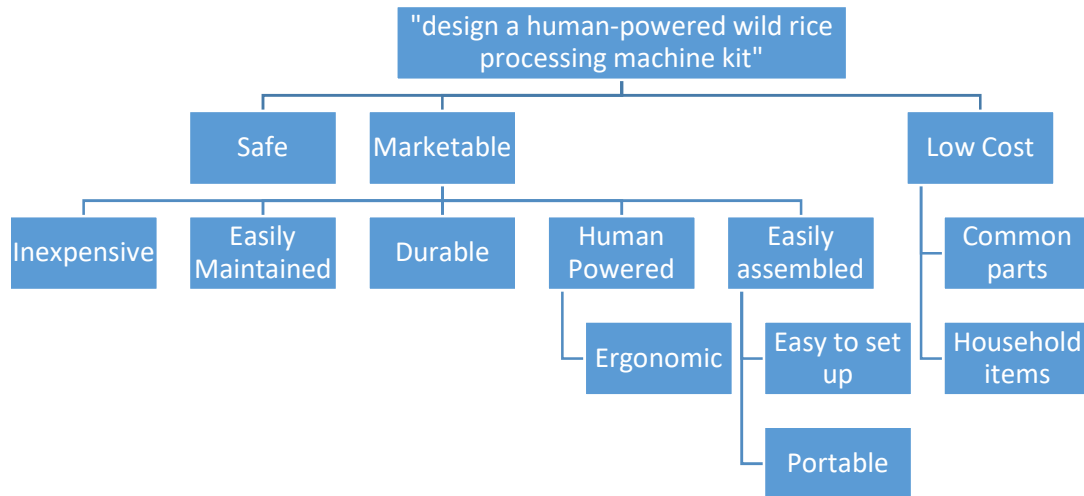 "design a human-powered wild rice
processing machine kit"
Safe
Marketable
Low Cost
Inexpensive
Easily
Maintained
Durable
Human
Powered
Easily
assembled
Common
parts
Ergonomic
Easy to set
up
Household
items
Portable